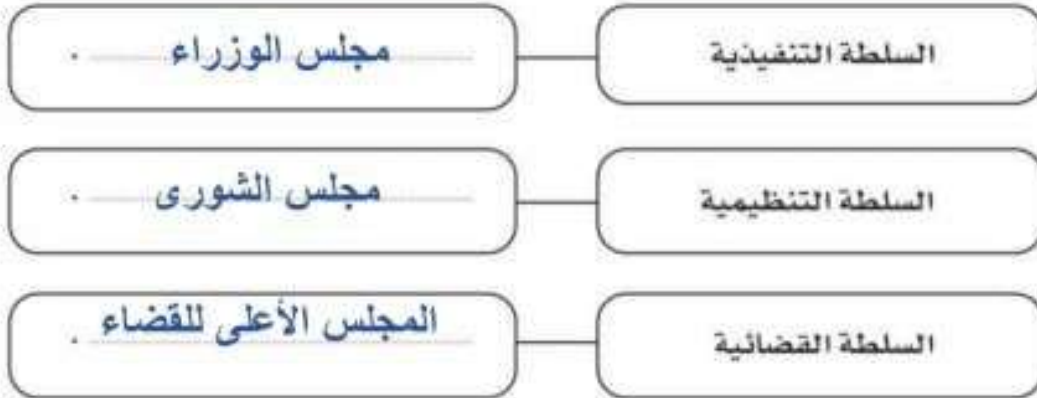 السلطة التنفيذية
مجلس الوزراء .
السلطة التنظيمية
مجلس الشورى .
السلطة القضائية
المجلس الأعلى للقضاء .